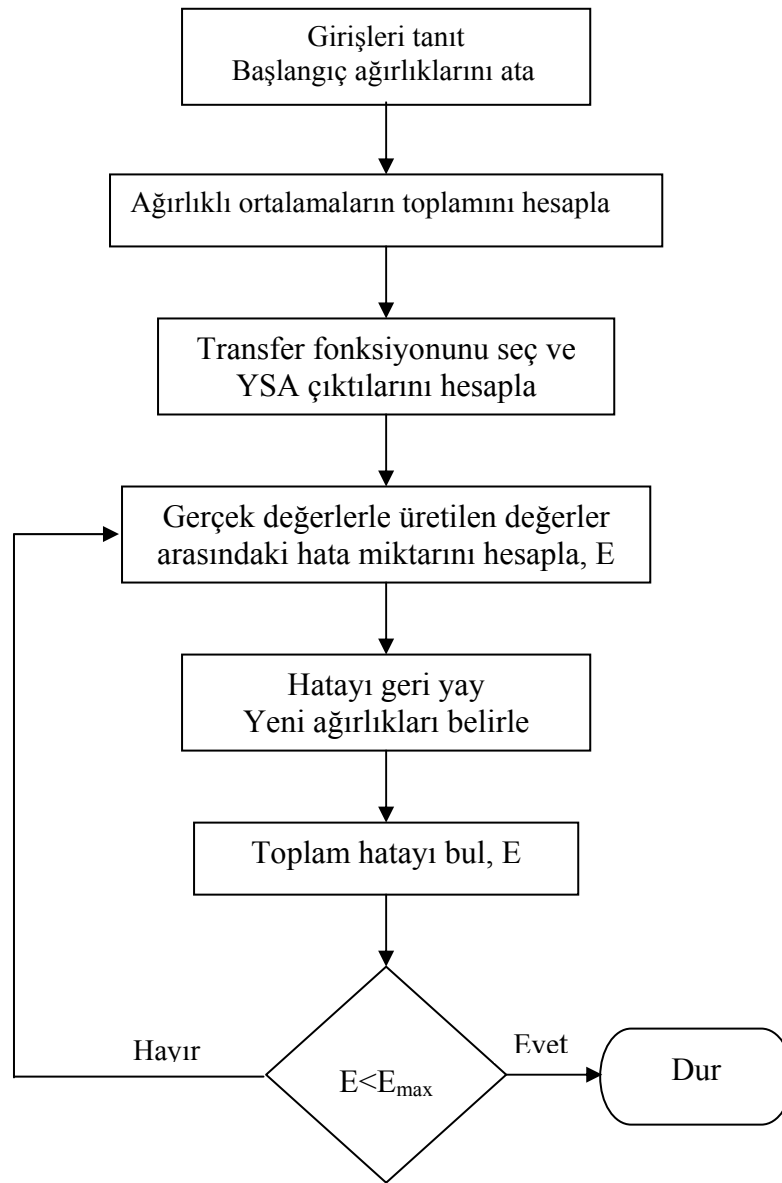 Girişleri tanıt
Başlangıç ağırlıklarını ata
Ağırlıklı ortalamaların toplamını hesapla
Transfer fonksiyonunu seç ve
YSA çıktılarını hesapla
Gerçek değerlerle üretilen değerler
arasındaki hata miktarını hesapla, E
Hatayı geri yay
Yeni ağırlıkları belirle
Toplam hatayı bul, E
Hayır
Evet
E<Emax
Dur